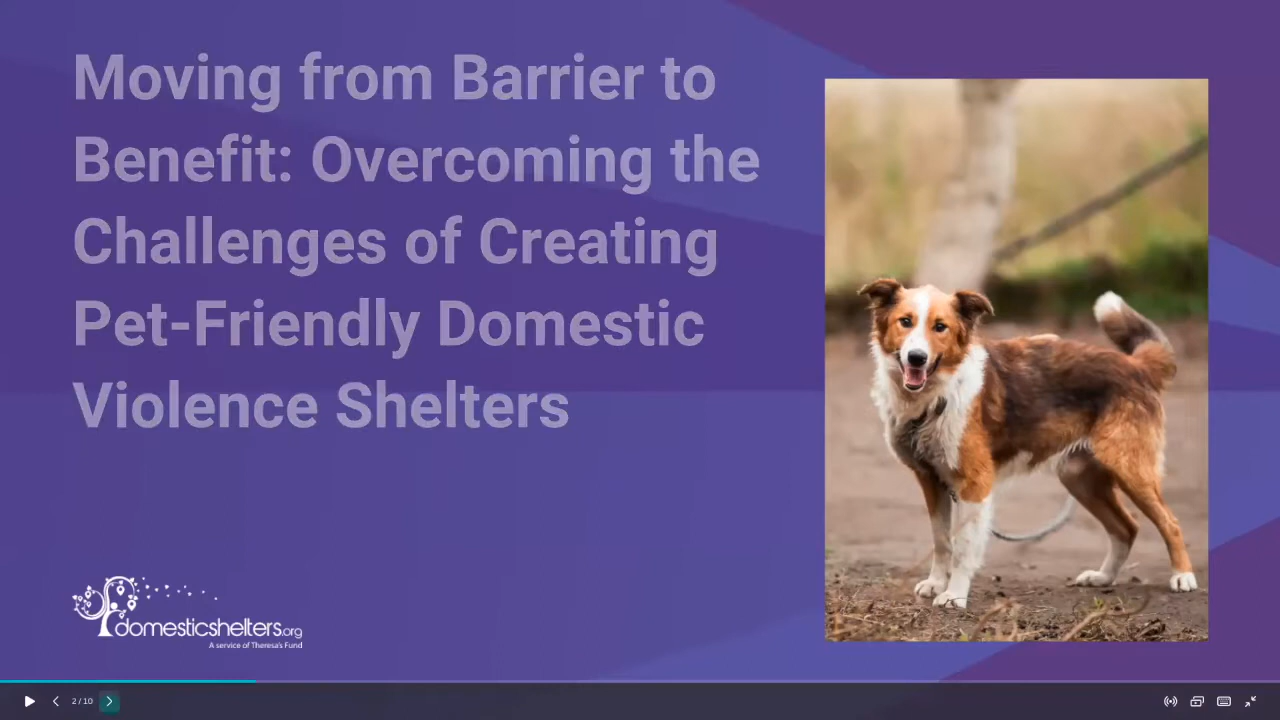 Moving from Barrier to
Benefit: Overcoming the
Challenges of Creating
Pet-Friendly Domestic
Violence Shelters
domesticshelters.org
A service of Theresa's Fund
2 / 10